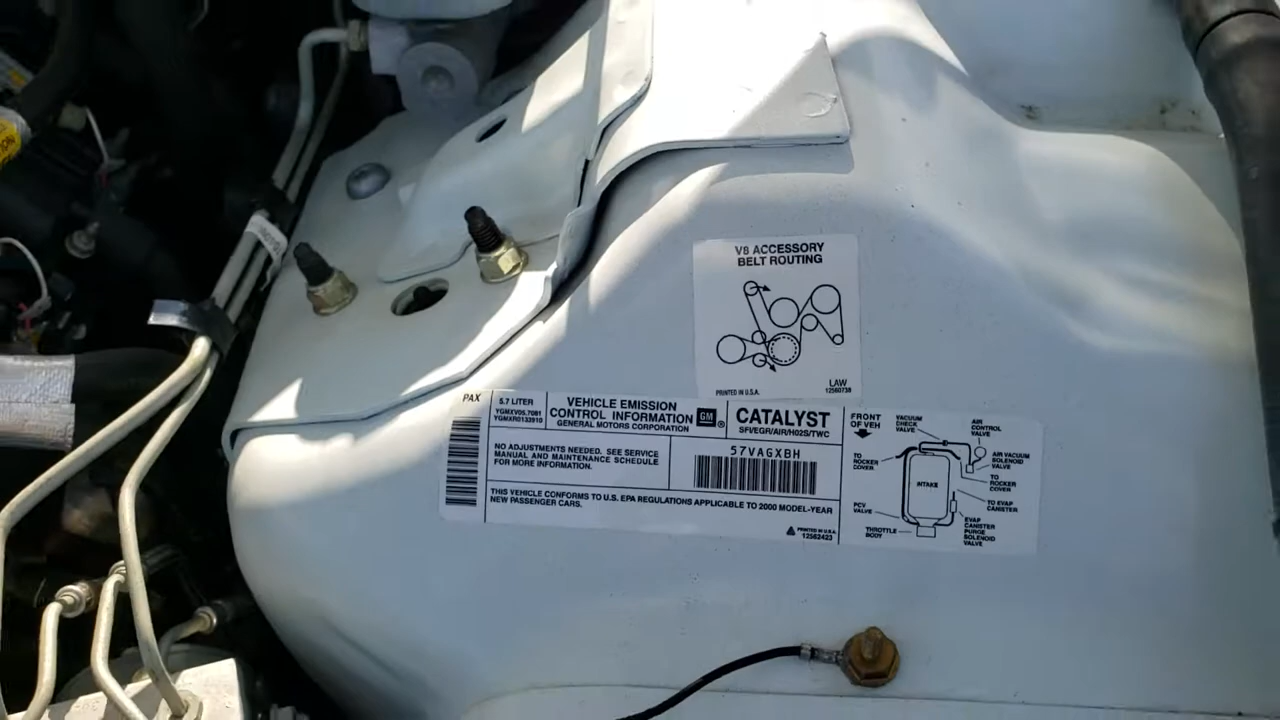 V8 ACCESSORY
BELT ROUTING
PRINTED IN U.S.A.
LAW
12560738
PAX
5.7 LITER
YGMXV05.7081
YGMXR0133910
VEHICLE EMISSION
CONTROL INFORMATION
GENERAL MOTORS CORPORATION
GM
®
CATALYST
SFI/EGR/AIR/HO2S/TWC
NO ADJUSTMENTS NEEDED. SEE SERVICE
MANUAL AND MAINTENANCE SCHEDULE
FOR MORE INFORMATION.
57VAGXBH
THIS VEHICLE CONFORMS TO U.S. EPA REGULATIONS APPLICABLE TO 2000 MODEL-YEAR
NEW PASSENGER CARS.
PRINTED IN U.S.A.
12562423
FRONT
OF VEH
VACUUM
CHECK
VALVE
AIR
CONTROL
VALVE
TO
ROCKER
COVER
AIR VACUUM
SOLENOID
VALVE
TO
ROCKER
COVER
INTAKE
TO EVAP
CANISTER
PCV
VALVE
THROTTLE
BODY
EVAP
CANISTER
PURGE
SOLENOID
VALVE